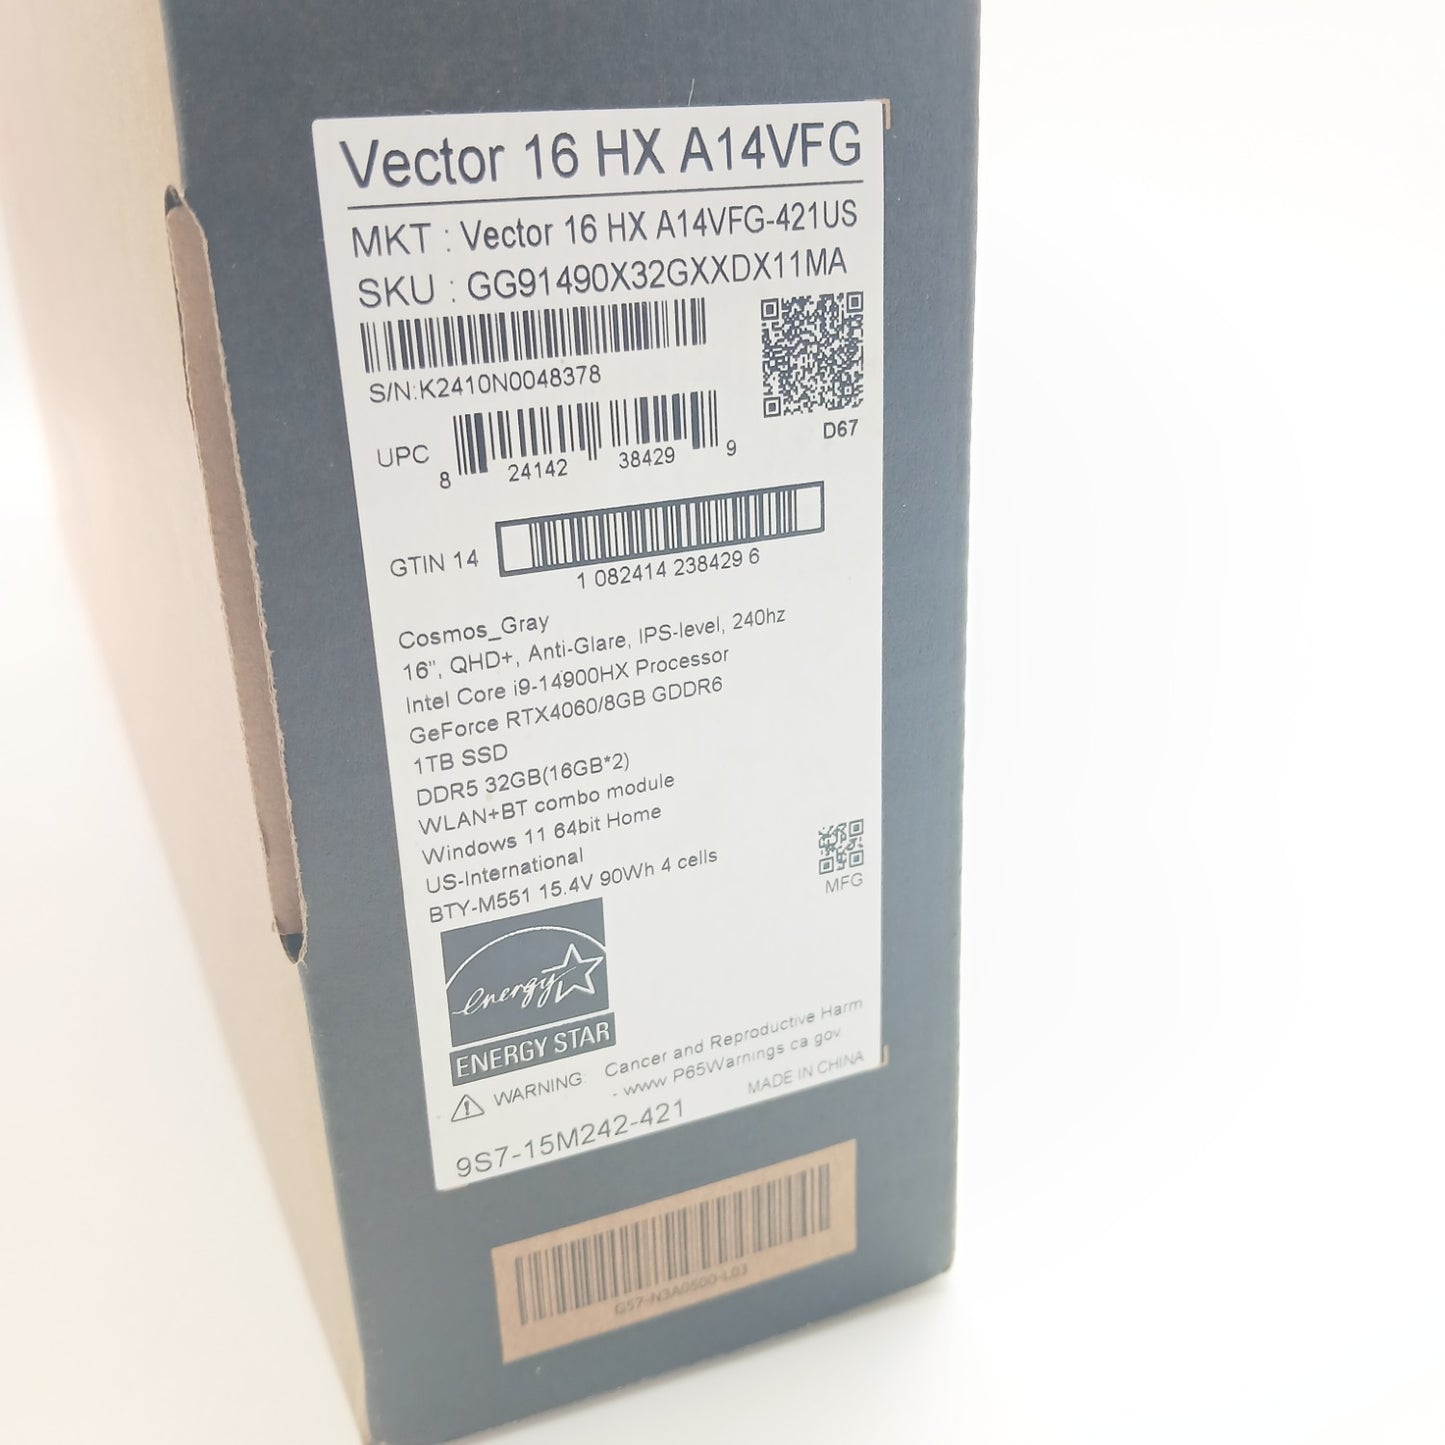 Vector 16 HX A14VFG
MKT : Vector 16 HX A14VFG-421US
SKU : GG91490X32GXXDX11MA
S/N:K2410N0048378
D67
UPC 8 24142 38429 9
GTIN 14
1 082414 238429 6
Cosmos_Gray
16", QHD+, Anti-Glare, IPS-level, 240hz
Intel Core i9-14900HX Processor
GeForce RTX4060/8GB GDDR6
1TB SSD
DDR5 32GB(16GB*2)
WLAN+BT combo module
Windows 11 64bit Home
US-International
BTY-M551 15.4V 90Wh 4 cells
MFG
energy
ENERGY STAR
WARNING: Cancer and Reproductive Harm
- www P65Warnings ca gov
MADE IN CHINA
9S7-15M242-421
G57-N3A0500-L03